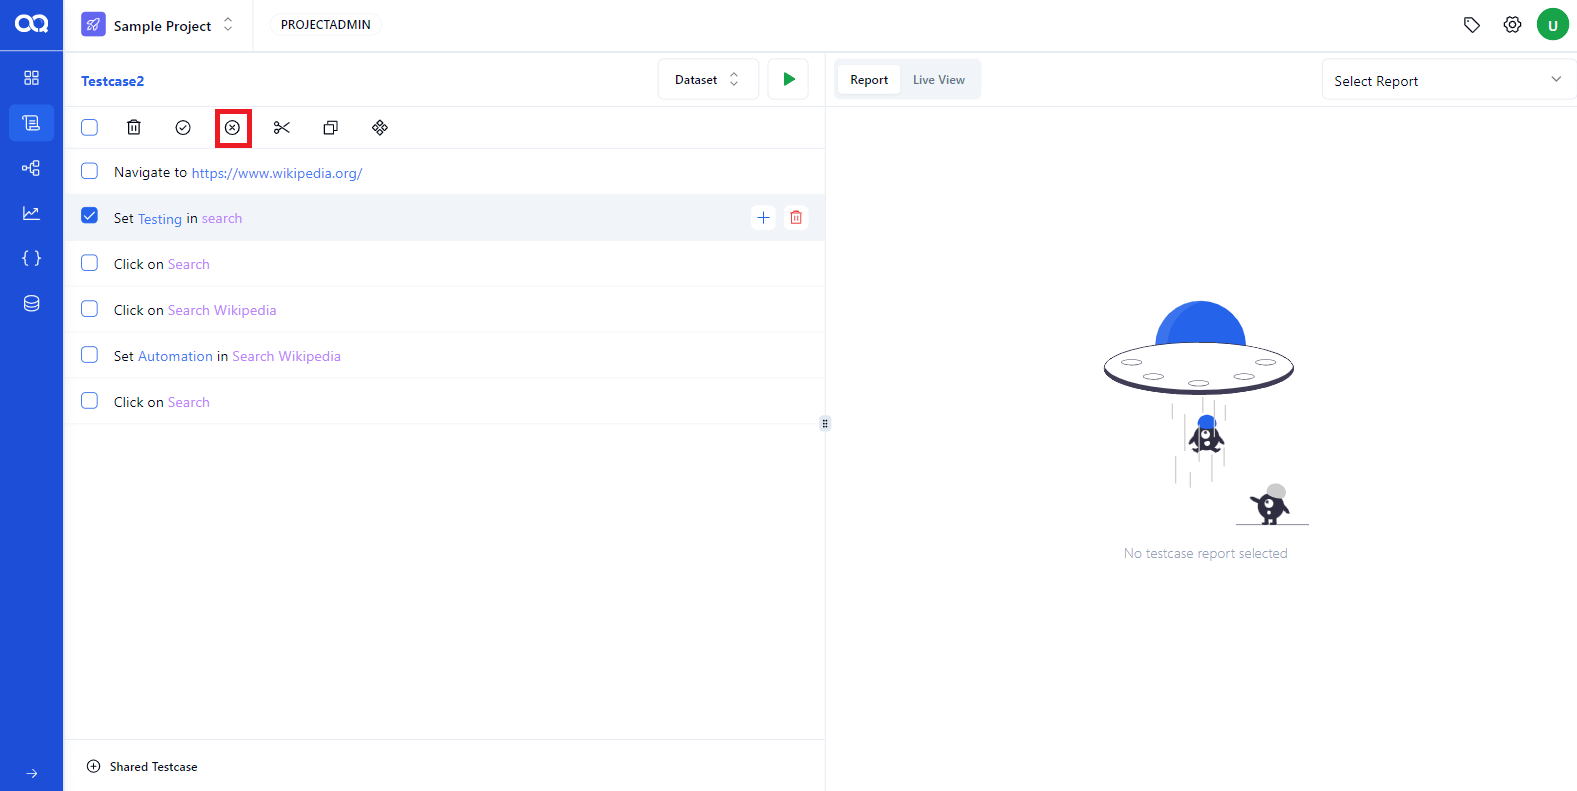 Sample Project
PROJECTADMIN
U
Testcase2
Dataset
Report
Live View
Select Report
Navigate to https://www.wikipedia.org/
Set Testing in search
Click on Search
Click on Search Wikipedia
Set Automation in Search Wikipedia
Click on Search
No testcase report selected
Shared Testcase